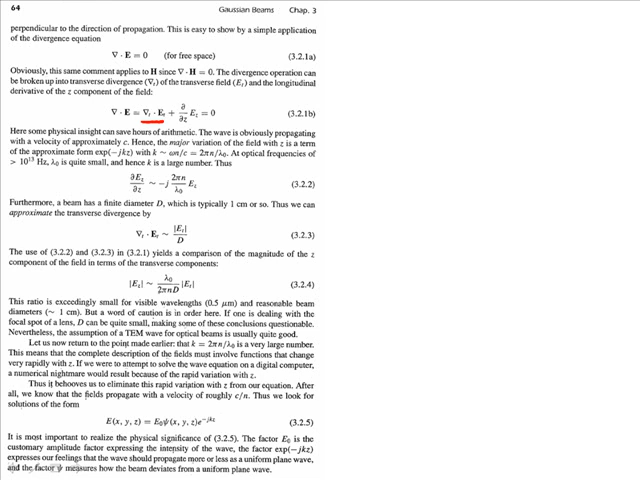 64 Gaussian Beams Chap. 3
perpendicular to the direction of propagation. This is easy to show by a simple application
of the divergence equation
∇ · E = 0 (for free space) (3.2.1a)
Obviously, this same comment applies to H since ∇ · H = 0. The divergence operation can
be broken up into transverse divergence (∇t) of the transverse field (Et) and the longitudinal
derivative of the z component of the field:
∇ · E = ∇t · Et + ∂/∂z Ez = 0 (3.2.1b)
Here some physical insight can save hours of arithmetic. The wave is obviously propagating
with a velocity of approximately c. Hence, the major variation of the field with z is a term
of the approximate form exp(−jkz) with k ~ ωn/c = 2πn/λ0. At optical frequencies of
> 10¹³ Hz, λ0 is quite small, and hence k is a large number. Thus
∂Ez/∂z ~ −j 2πn/λ0 Ez (3.2.2)
Furthermore, a beam has a finite diameter D, which is typically 1 cm or so. Thus we can
approximate the transverse divergence by
∇t · Et ~ |Et|/D (3.2.3)
The use of (3.2.2) and (3.2.3) in (3.2.1) yields a comparison of the magnitude of the z
component of the field in terms of the transverse components:
|Ez| ~ λ0/2πnD |Et| (3.2.4)
This ratio is exceedingly small for visible wavelengths (0.5 μm) and reasonable beam
diameters (~ 1 cm). But a word of caution is in order here. If one is dealing with the
focal spot of a lens, D can be quite small, making some of these conclusions questionable.
Nevertheless, the assumption of a TEM wave for optical beams is usually quite good.
Let us now return to the point made earlier: that k = 2πn/λ0 is a very large number.
This means that the complete description of the fields must involve functions that change
very rapidly with z. If we were to attempt to solve the wave equation on a digital computer,
a numerical nightmare would result because of the rapid variation with z.
Thus it behooves us to eliminate this rapid variation with z from our equation. After
all, we know that the fields propagate with a velocity of roughly c/n. Thus we look for
solutions of the form
E(x, y, z) = E0ψ(x, y, z)e^−jkz (3.2.5)
It is most important to realize the physical significance of (3.2.5). The factor E0 is the
customary amplitude factor expressing the intensity of the wave, the factor exp(−jkz)
expresses our feelings that the wave should propagate more or less as a uniform plane wave,
and the factor ψ measures how the beam deviates from a uniform plane wave.